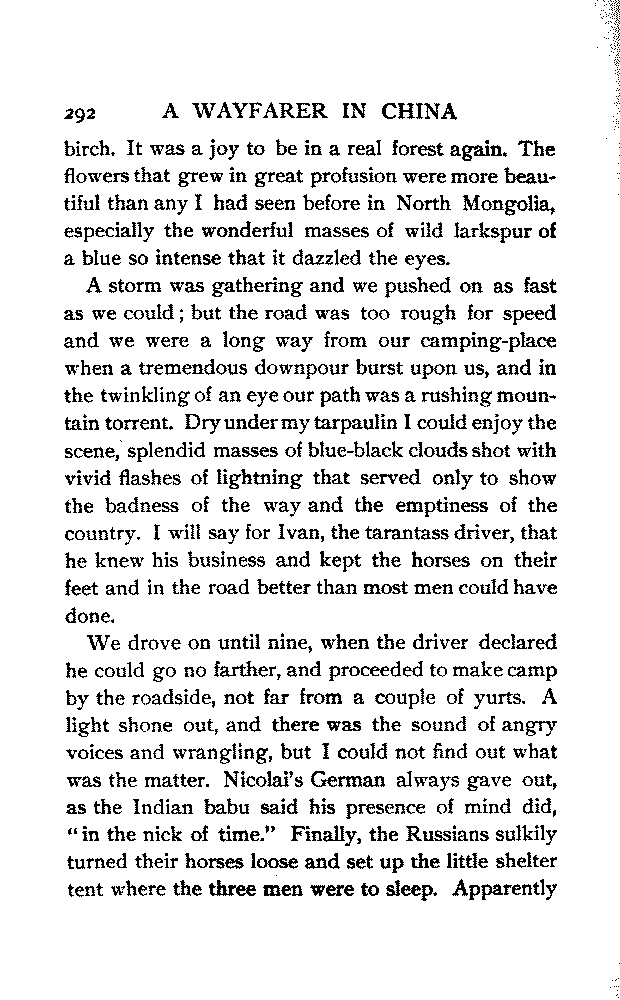 292 A WAYFARER IN CHINA
birch. It was a joy to be in a real forest again. The
flowers that grew in great profusion were more beau-
tiful than any I had seen before in North Mongolia,
especially the wonderful masses of wild larkspur of
a blue so intense that it dazzled the eyes.
A storm was gathering and we pushed on as fast
as we could; but the road was too rough for speed
and we were a long way from our camping-place
when a tremendous downpour burst upon us, and in
the twinkling of an eye our path was a rushing moun-
tain torrent. Dry under my tarpaulin I could enjoy the
scene, splendid masses of blue-black clouds shot with
vivid flashes of lightning that served only to show
the badness of the way and the emptiness of the
country. I will say for Ivan, the tarantass driver, that
he knew his business and kept the horses on their
feet and in the road better than most men could have
done.
We drove on until nine, when the driver declared
he could go no farther, and proceeded to make camp
by the roadside, not far from a couple of yurts. A
light shone out, and there was the sound of angry
voices and wrangling, but I could not find out what
was the matter. Nicolai's German always gave out,
as the Indian babu said his presence of mind did,
"in the nick of time." Finally, the Russians sulkily
turned their horses loose and set up the little shelter
tent where the three men were to sleep. Apparently